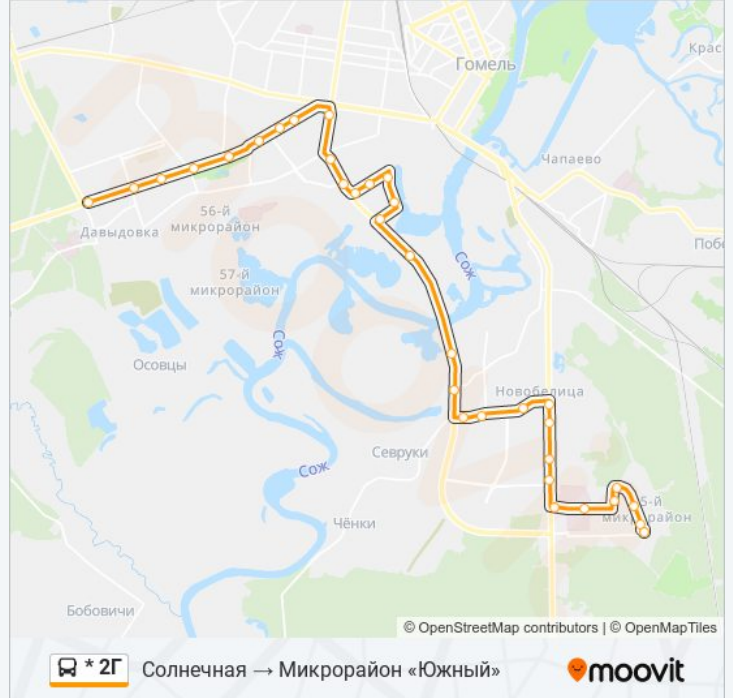 Гомель
Крас
Чапаево
56-й
микрорайон
Давыдовка
Побе
57-й
микрорайон
Сож
Сож
Осовцы
Новобелица
Севруки
Сож
5-й
микрорайон
Чёнки
Бобовичи
© OpenStreetMap contributors | © OpenMapTiles
* 2Г Солнечная → Микрорайон «Южный» moovit